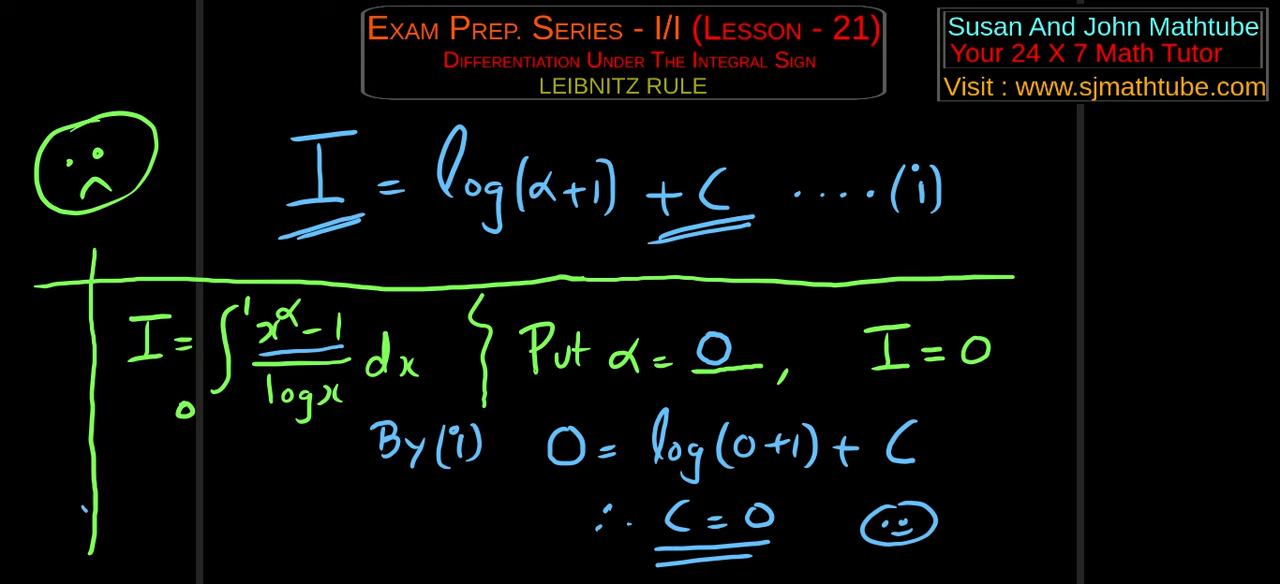 EXAM PREP. SERIES - I/I (LESSON - 21)
DIFFERENTIATION UNDER THE INTEGRAL SIGN
LEIBNITZ RULE
Susan And John Mathtube
Your 24 X 7 Math Tutor
Visit : www.sjmathtube.com
I = log(α+1) + C ....(i)
I = ∫₀¹ (x^α - 1)/(log x) dx } Put α = 0, I = 0
By (i) 0 = log(0+1) + C
∴ C = 0